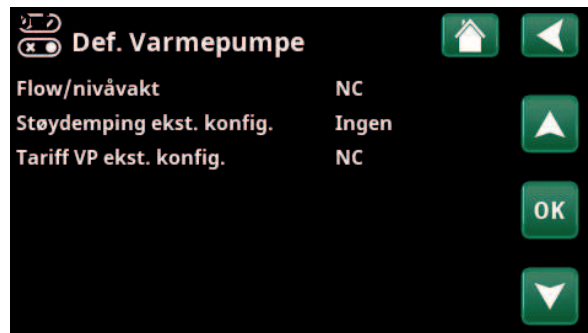 Def. Varmepumpe
Flow/nivåvakt NC
Støydemping ekst. konfig. Ingen
Tariff VP ekst. konfig. NC
OK